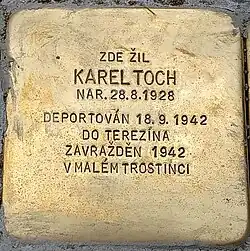 ZDE ŽIL
KAREL TOCH
NAR. 28.8.1928
DEPORTOVÁN 18.9.1942
DO TEREZÍNA
ZAVRAŽDĚN 1942
V MALÉM TROSTINCI